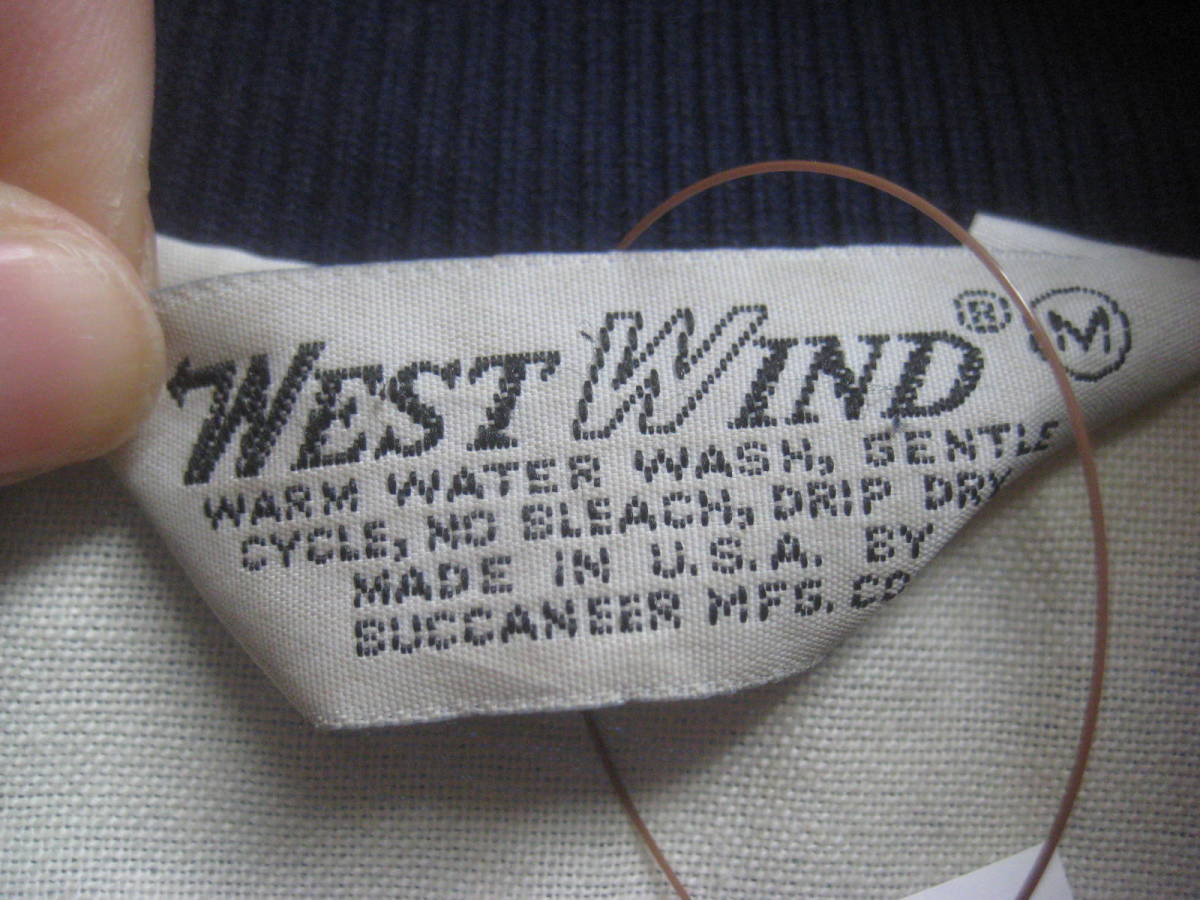 WEST WIND ® M
WARM WATER WASH, GENTLE
CYCLE, NO BLEACH, DRIP DRY
MADE IN U.S.A. BY
BUCCANEER MFG. CO